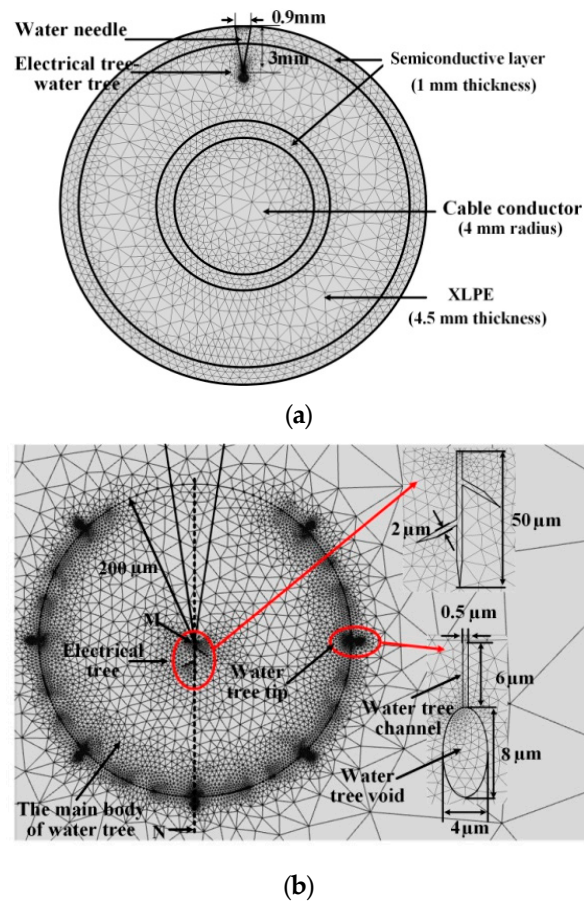 0.9mm
Water needle
3mm
Electrical tree-
water tree
Semiconductive layer
(1 mm thickness)
Cable conductor
(4 mm radius)
XLPE
(4.5 mm thickness)
(a)
200 μm
M
Electrical
tree
Water
tree tip
The main body
of water tree
N
2 μm
50 μm
0.5 μm
6 μm
Water tree
channel
8 μm
Water
tree void
4 μm
(b)